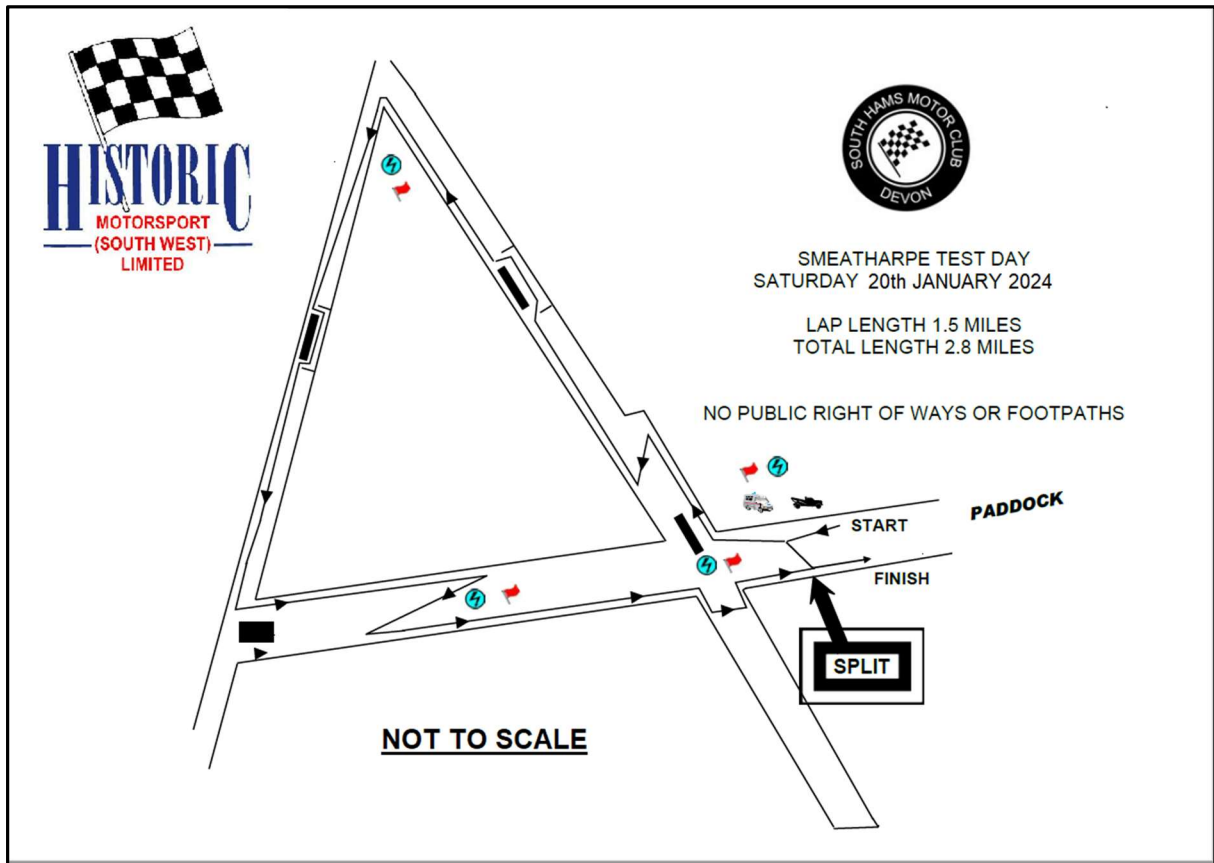 HISTORIC
MOTORSPORT
(SOUTH WEST)
LIMITED
SOUTH HAMS MOTOR CLUB
DEVON
SMEATHARPE TEST DAY
SATURDAY 20th JANUARY 2024
LAP LENGTH 1.5 MILES
TOTAL LENGTH 2.8 MILES
NO PUBLIC RIGHT OF WAYS OR FOOTPATHS
PADDOCK
START
FINISH
SPLIT
NOT TO SCALE